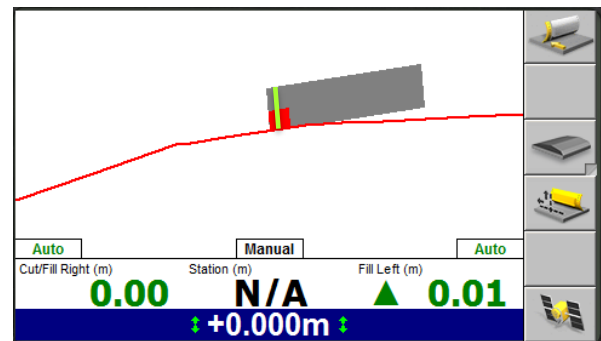 Auto Manual Auto
Cut/Fill Right (m) Station (m) Fill Left (m)
0.00 N/A 0.01
+0.000m